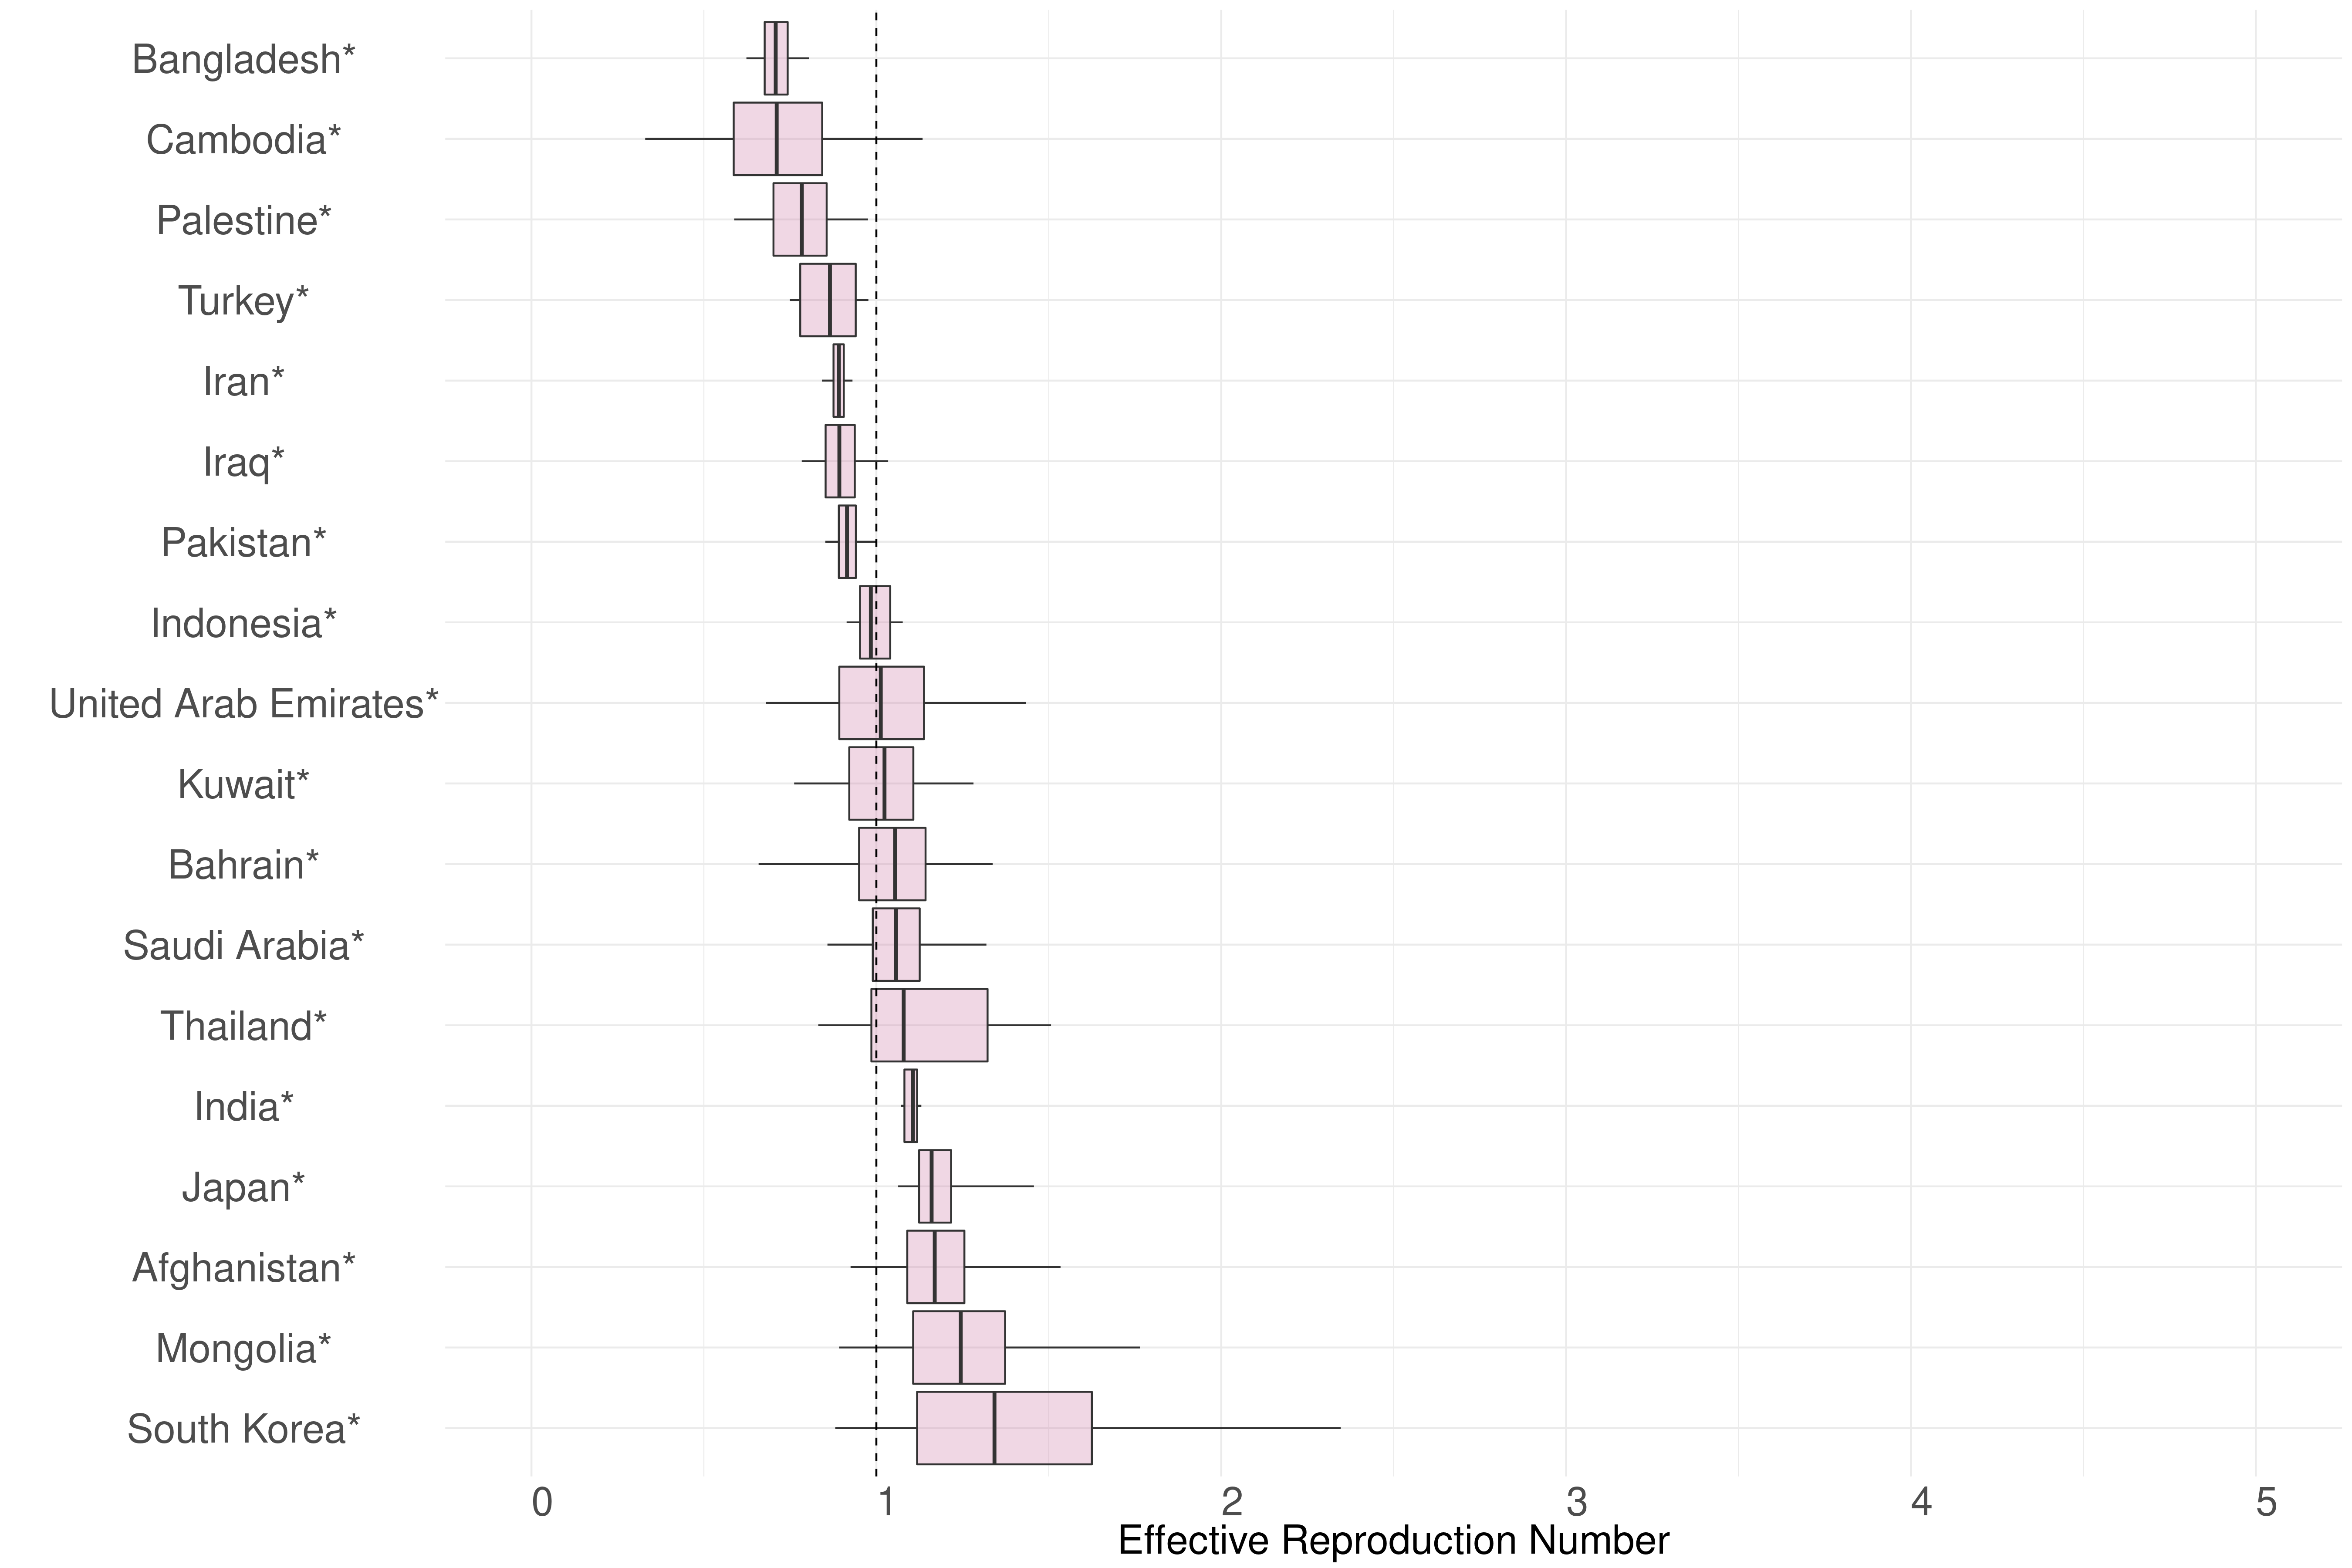 Bangladesh*
Cambodia*
Palestine*
Turkey*
Iran*
Iraq*
Pakistan*
Indonesia*
United Arab Emirates*
Kuwait*
Bahrain*
Saudi Arabia*
Thailand*
India*
Japan*
Afghanistan*
Mongolia*
South Korea*
0 1 2 3 4 5
Effective Reproduction Number